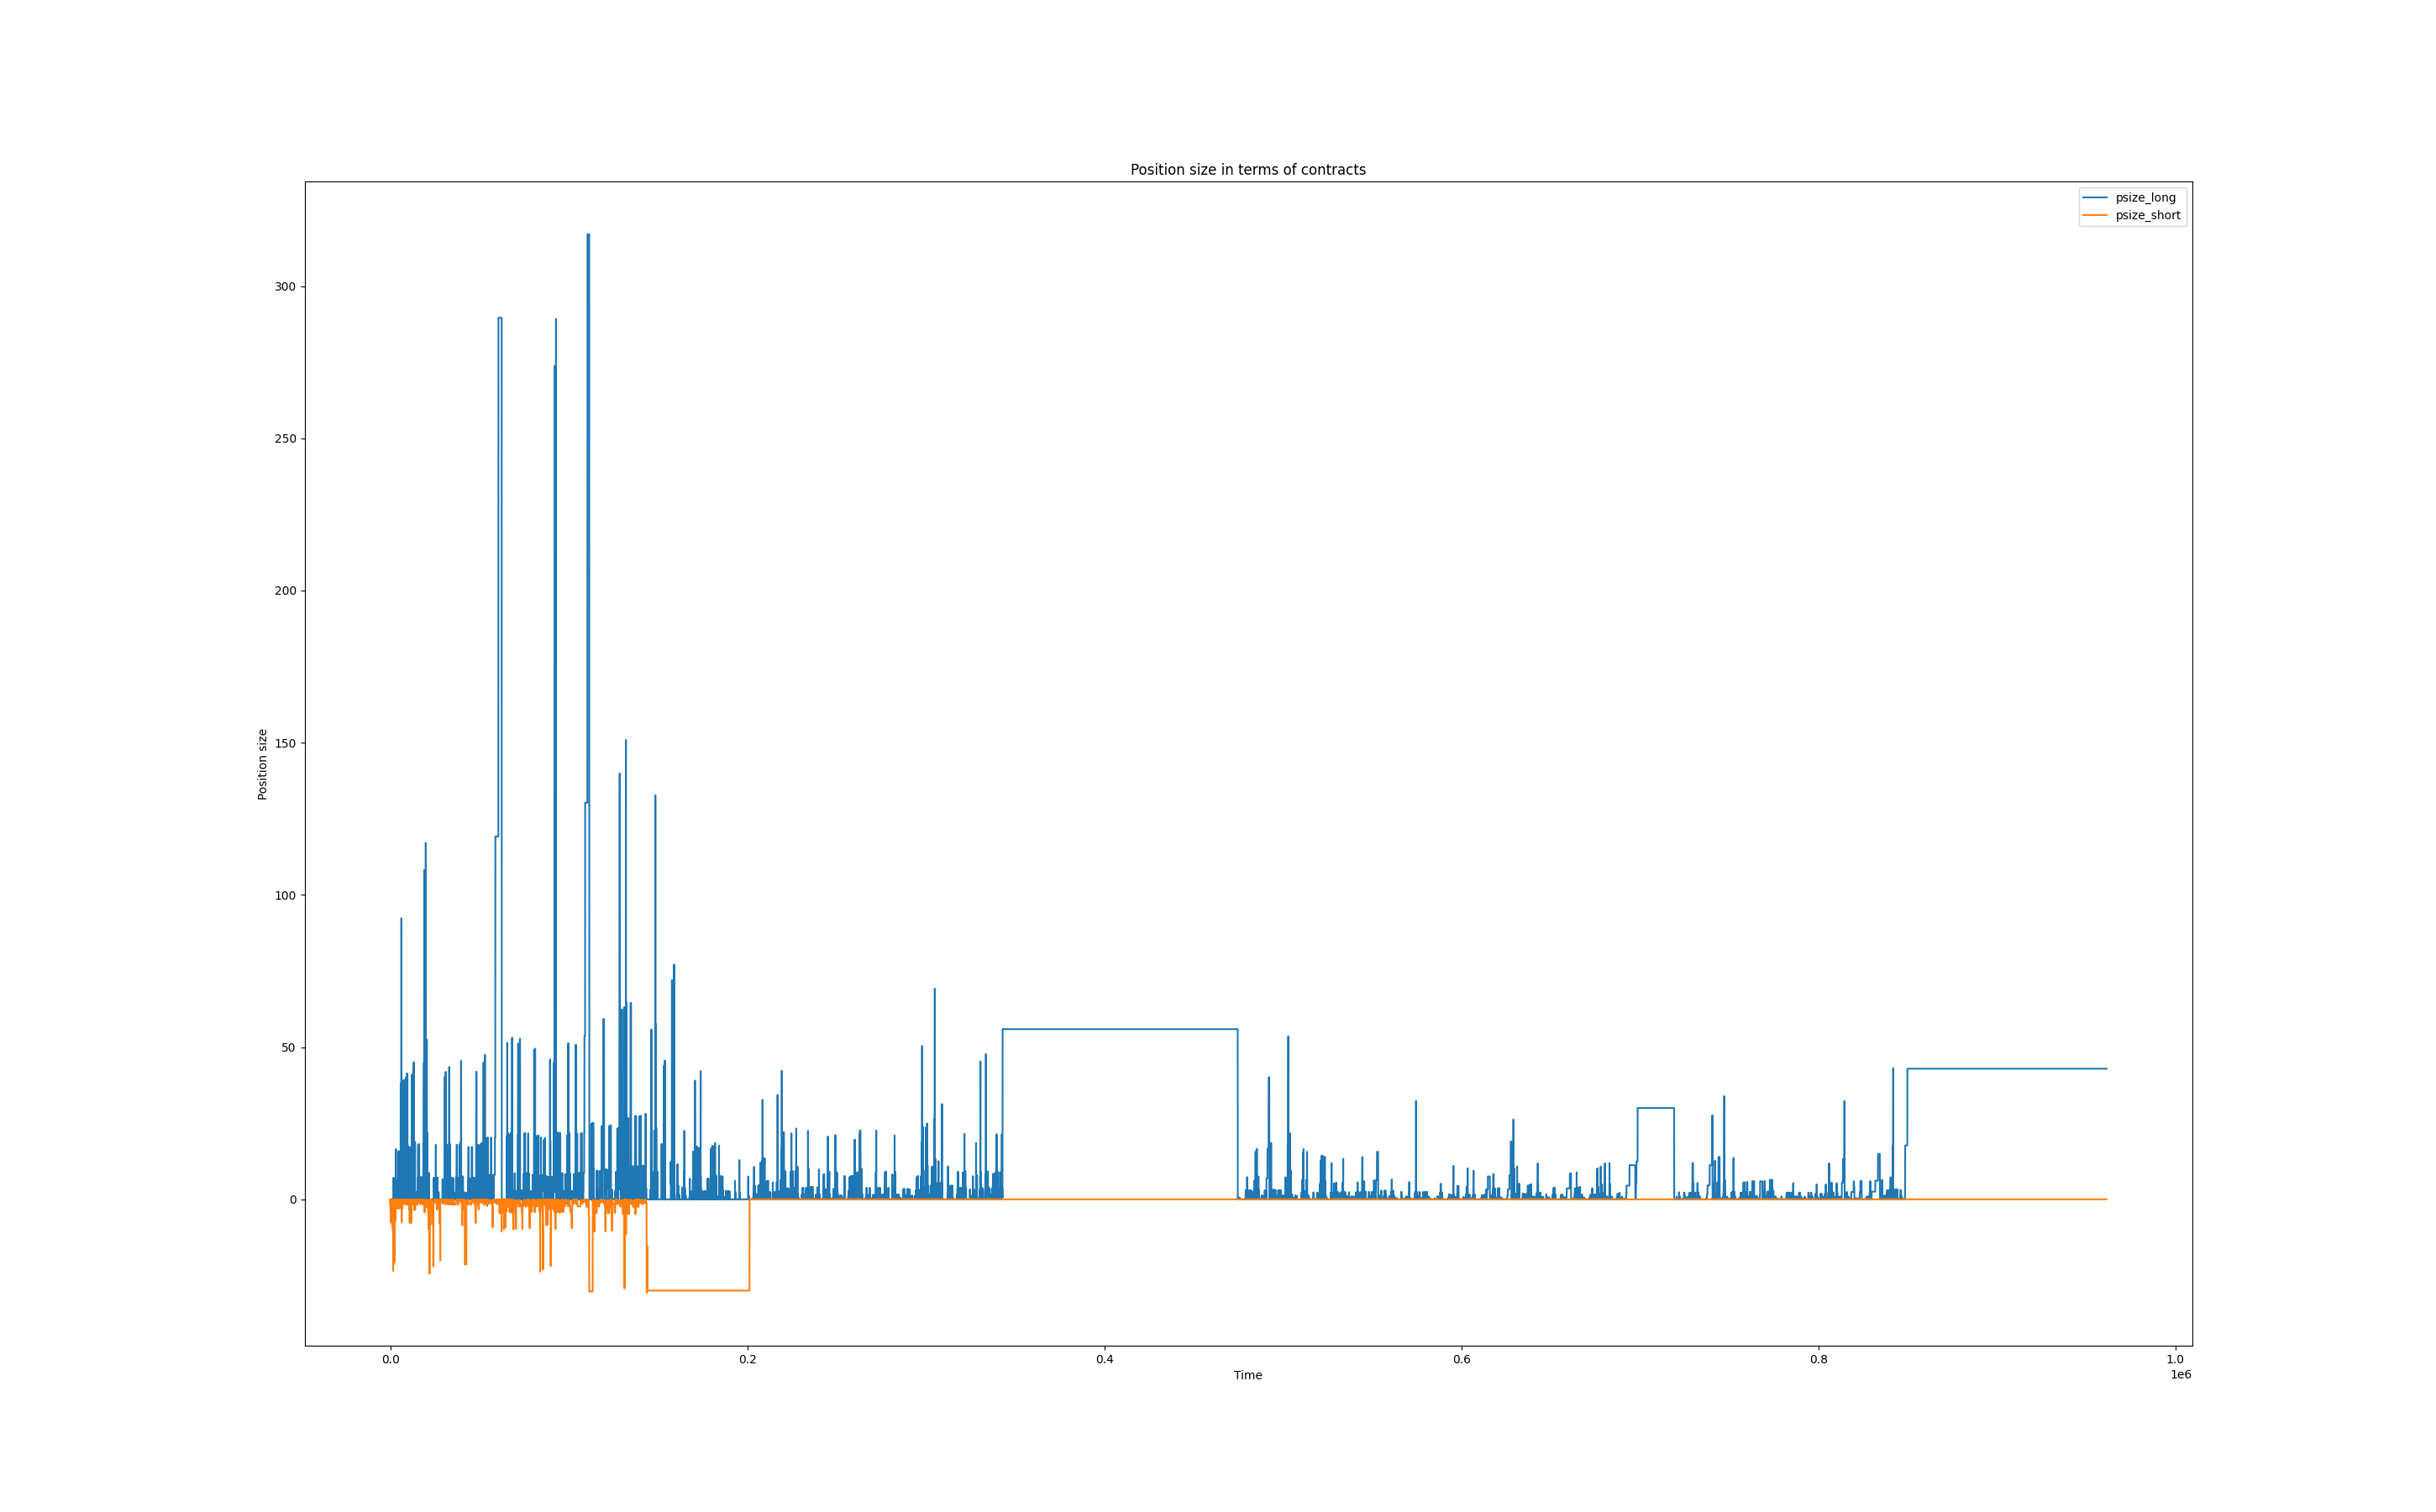 Position size in terms of contracts
psize_long
psize_short
Position size
300
250
200
150
100
50
0
0.0 0.2 0.4 0.6 0.8 1.0
Time
1e6